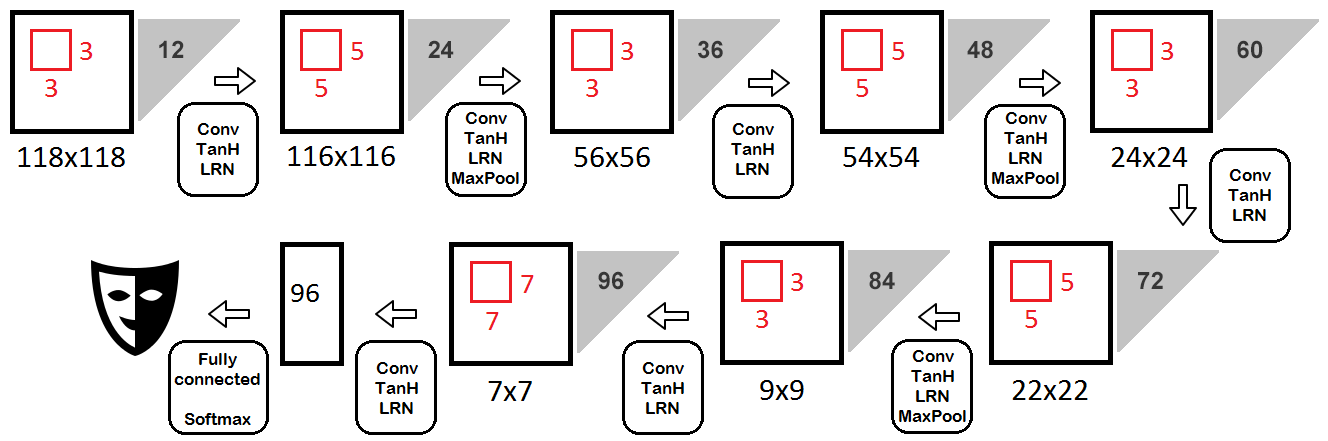 3
3
12
118x118
Conv
TanH
LRN
5
5
24
116x116
Conv
TanH
LRN
MaxPool
3
3
36
56x56
Conv
TanH
LRN
5
5
48
54x54
Conv
TanH
LRN
MaxPool
3
3
60
24x24
Conv
TanH
LRN
5
5
72
22x22
Conv
TanH
LRN
MaxPool
3
3
84
9x9
Conv
TanH
LRN
7
7
96
7x7
Conv
TanH
LRN
96
Fully
connected
Softmax